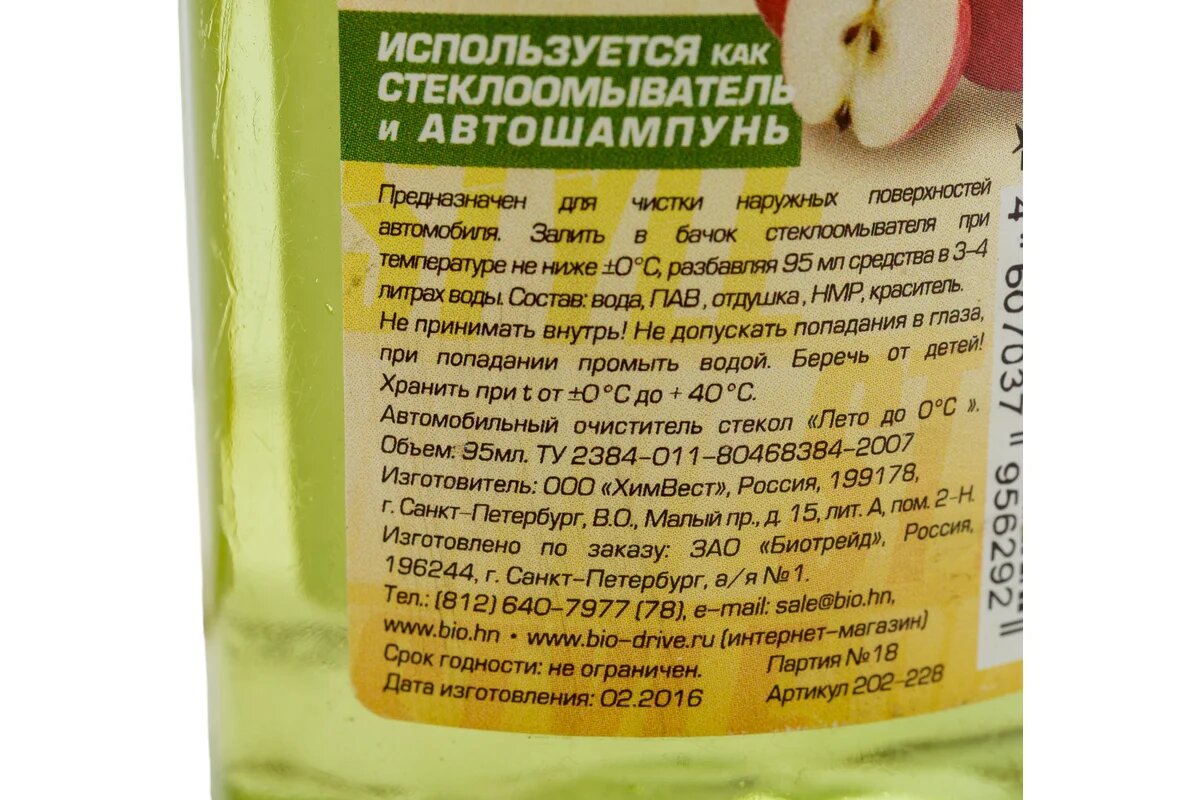 ИСПОЛЬЗУЕТСЯ КАК
СТЕКЛООМЫВАТЕЛЬ
И АВТОШАМПУНЬ
Предназначен для чистки наружных поверхностей
автомобиля. Залить в бачок стеклоомывателя при
температуре не ниже ±0°С, разбавляя 95 мл средства в 3-4
литрах воды. Состав: вода, ПАВ, отдушка, НМР, краситель.
Не принимать внутрь! Не допускать попадания в глаза,
при попадании промыть водой. Беречь от детей!
Хранить при t от ±0°С до + 40°С.
Автомобильный очиститель стекол «Лето до 0°С».
Объем: 95мл. ТУ 2384-011-80468384-2007
Изготовитель: ООО «ХимВест», Россия, 199178,
г. Санкт-Петербург, В.О., Малый пр., д. 15, лит. А, пом. 2-Н.
Изготовлено по заказу: ЗАО «Биотрейд», Россия,
196244, г. Санкт-Петербург, а/я №1.
Тел.: (812) 640-7977 (78), e-mail: sale@bio.hn,
www.bio.hn • www.bio-drive.ru (интернет-магазин)
Срок годности: не ограничен. Партия №18
Дата изготовления: 02.2016 Артикул 202-228
4 607037 956292